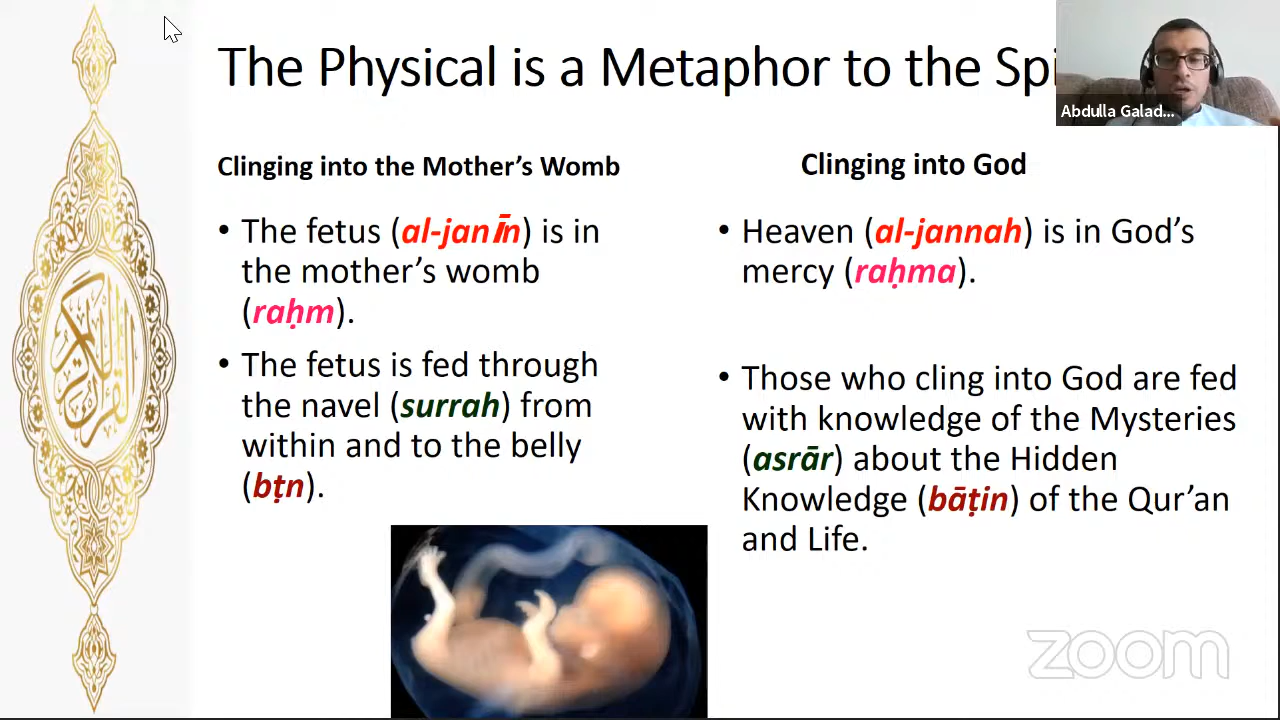 The Physical is a Metaphor to the Spi
Abdulla Galad...
Clinging into the Mother's Womb
• The fetus (al-janīn) is in
the mother's womb
(raḥm).
• The fetus is fed through
the navel (surrah) from
within and to the belly
(bṭn).
Clinging into God
• Heaven (al-jannah) is in God's
mercy (raḥma).
• Those who cling into God are fed
with knowledge of the Mysteries
(asrār) about the Hidden
Knowledge (bāṭin) of the Qur'an
and Life.
القرآن الكريم
zoom